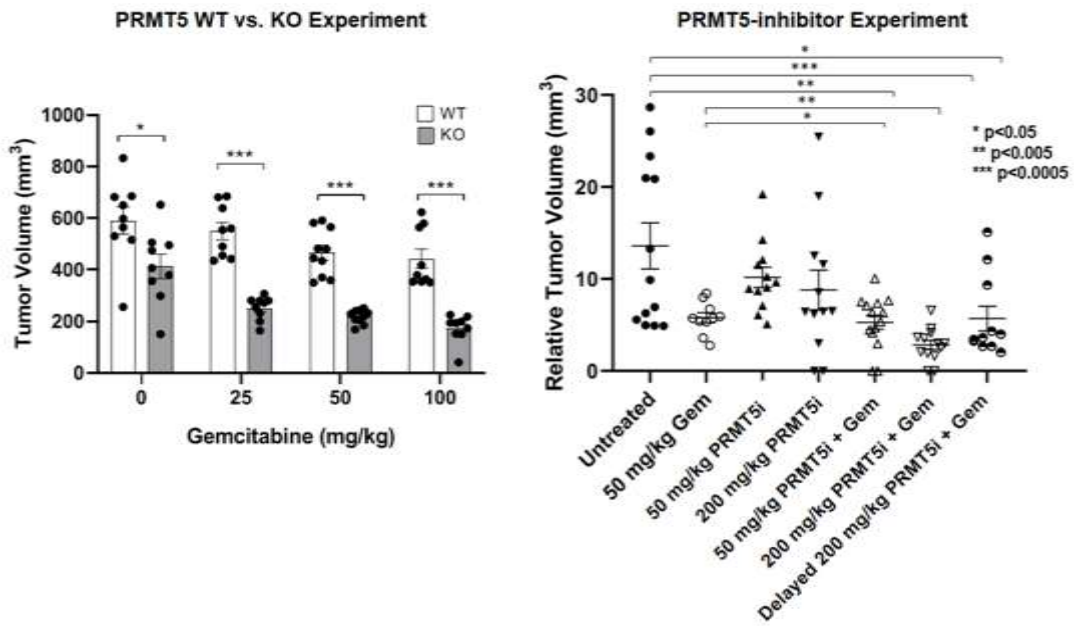 PRMT5 WT vs. KO Experiment
Tumor Volume (mm3)
1000
800
600
400
200
0
WT
KO
*
***
***
***
0 25 50 100
Gemcitabine (mg/kg)
PRMT5-inhibitor Experiment
Relative Tumor Volume (mm3)
30
20
10
0
*
***
**
**
*
* p<0.05
** p<0.005
*** p<0.0005
Untreated
50 mg/kg Gem
50 mg/kg PRMT5i
200 mg/kg PRMT5i
50 mg/kg PRMT5i + Gem
200 mg/kg PRMT5i + Gem
Delayed 200 mg/kg PRMT5i + Gem